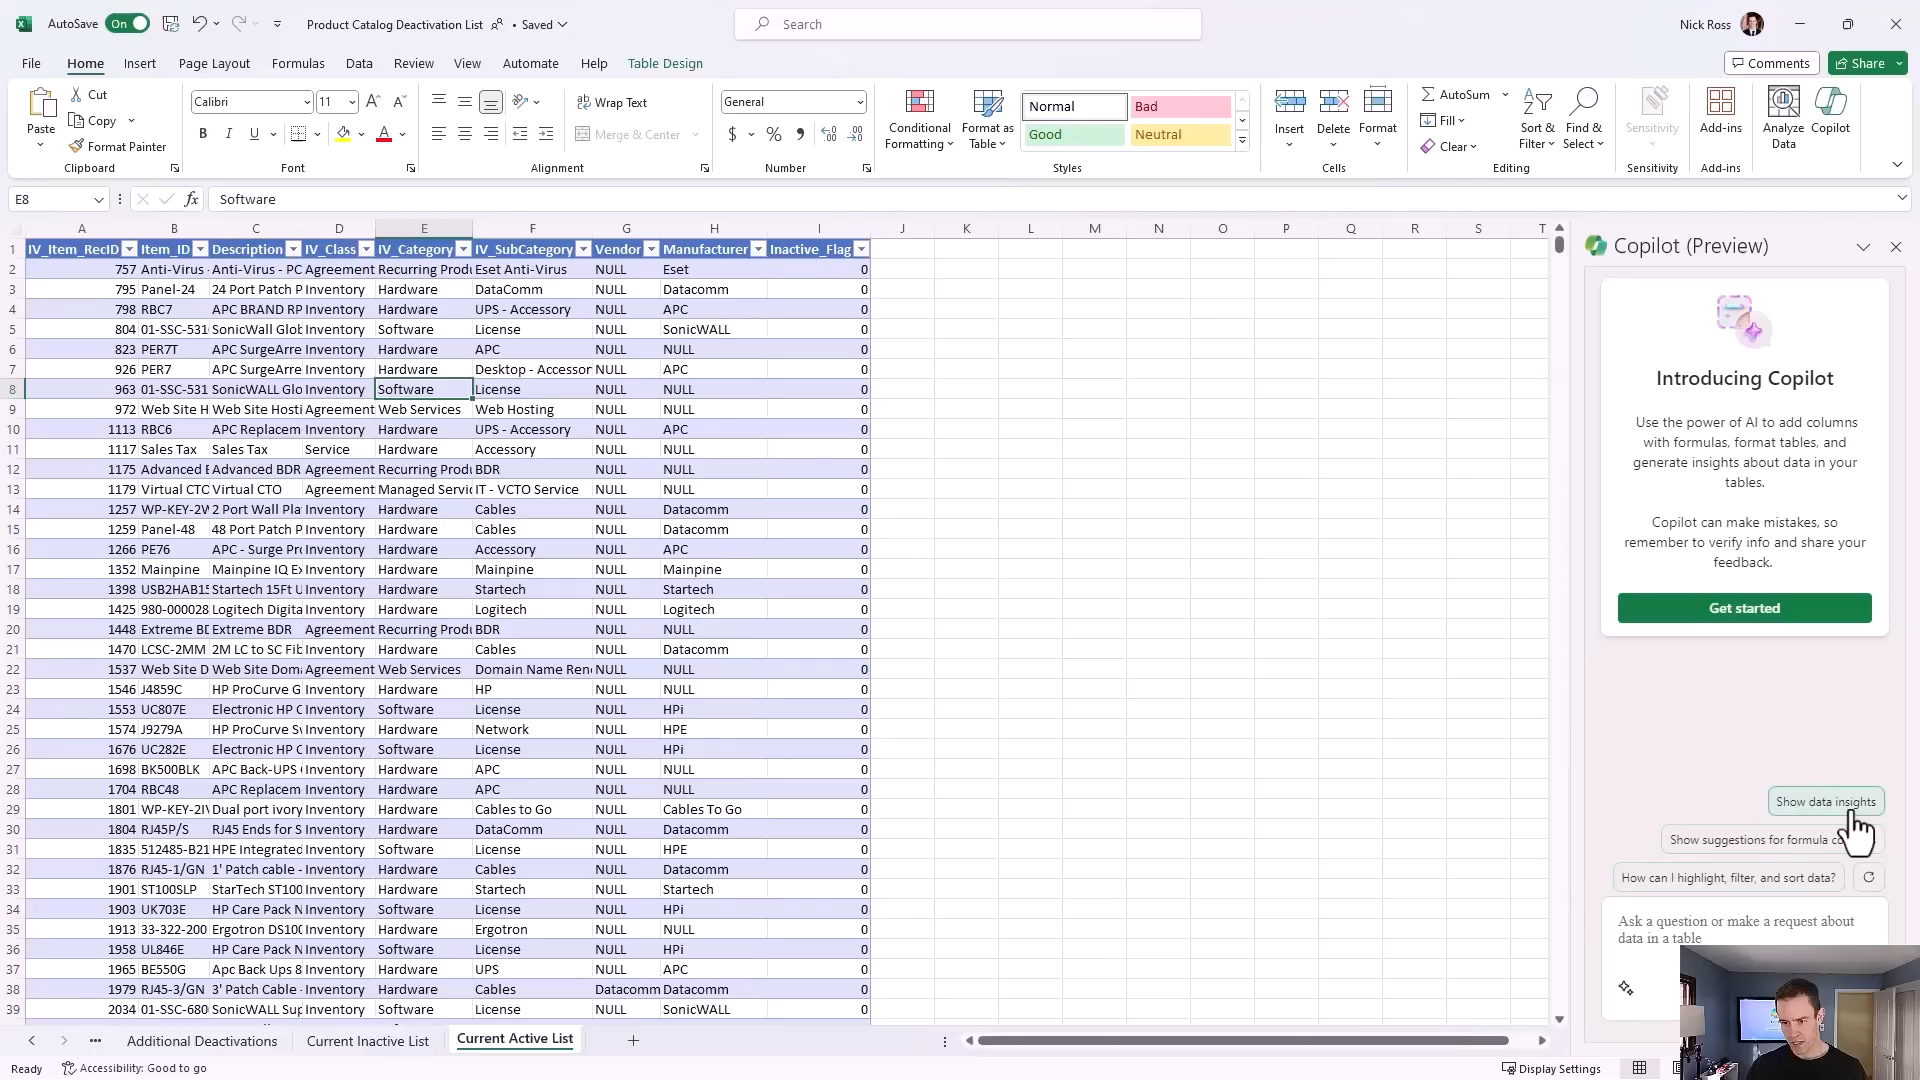 AutoSave On Product Catalog Deactivation List • Saved Search Nick Ross
File Home Insert Page Layout Formulas Data Review View Automate Help Table Design Comments Share
Paste Cut Copy Format Painter Clipboard
Calibri 11 B I U A Font
Wrap Text Merge & Center Alignment
General $ % Number
Conditional Formatting Format as Table Normal Bad Good Neutral Styles
Insert Delete Format Cells
AutoSum Fill Clear Sort & Filter Find & Select Editing
Sensitivity Sensitivity Add-ins Add-ins Analyze Data Copilot
E8 fx Software
A B C D E F G H I J K L M N O P Q R S T
1 IV_Item_RecID Item_ID Description IV_Class IV_Category IV_SubCategory Vendor Manufacturer Inactive_Flag
2 757 Anti-Virus Anti-Virus - PC Agreement Recurring Produ Eset Anti-Virus NULL Eset 0
3 795 Panel-24 24 Port Patch P Inventory Hardware DataComm NULL Datacomm 0
4 798 RBC7 APC BRAND RP Inventory Hardware UPS - Accessory NULL APC 0
5 804 01-SSC-531 SonicWall Glob Inventory Software License NULL SonicWALL 0
6 823 PER7T APC SurgeArre Inventory Hardware APC NULL NULL 0
7 926 PER7 APC SurgeArre Inventory Hardware Desktop - Accessor NULL APC 0
8 963 01-SSC-531 SonicWALL Glo Inventory Software License NULL NULL 0
9 972 Web Site H Web Site Hosti Agreement Web Services Web Hosting NULL NULL 0
10 1113 RBC6 APC Replacem Inventory Hardware UPS - Accessory NULL APC 0
11 1117 Sales Tax Sales Tax Service Hardware Accessory NULL NULL 0
12 1175 Advanced B Advanced BDR Agreement Recurring Produ BDR NULL NULL 0
13 1179 Virtual CTO Virtual CTO Agreement Managed Servic IT - VCTO Service NULL NULL 0
14 1257 WP-KEY-2W 2 Port Wall Pla Inventory Hardware Cables NULL Datacomm 0
15 1259 Panel-48 48 Port Patch P Inventory Hardware Cables NULL Datacomm 0
16 1266 PE76 APC - Surge Pro Inventory Hardware Accessory NULL APC 0
17 1352 Mainpine Mainpine IQ Ex Inventory Hardware Mainpine NULL Mainpine 0
18 1398 USB2HAB15 Startech 15Ft U Inventory Hardware Startech NULL Startech 0
19 1425 980-000028 Logitech Digita Inventory Hardware Logitech NULL Logitech 0
20 1448 Extreme BD Extreme BDR Agreement Recurring Produ BDR NULL NULL 0
21 1470 LCSC-2MM 2M LC to SC Fib Inventory Hardware Cables NULL Datacomm 0
22 1537 Web Site D Web Site Doma Agreement Web Services Domain Name Ren NULL NULL 0
23 1546 J4859C HP ProCurve G Inventory Hardware HP NULL NULL 0
24 1553 UC807E Electronic HP C Inventory Software License NULL HPi 0
25 1574 J9279A HP ProCurve Sw Inventory Hardware Network NULL HPE 0
26 1676 UC282E Electronic HP C Inventory Software License NULL HPi 0
27 1698 BK500BLK APC Back-UPS Inventory Hardware APC NULL NULL 0
28 1704 RBC48 APC Replacem Inventory Hardware APC NULL NULL 0
29 1801 WP-KEY-2IV Dual port ivory Inventory Hardware Cables to Go NULL Cables To Go 0
30 1804 RJ45P/S RJ45 Ends for S Inventory Hardware DataComm NULL Datacomm 0
31 1835 512485-B21 HPE Integrated Inventory Software License NULL HPE 0
32 1876 RJ45-1/GN 1' Patch cable - Inventory Hardware Cables NULL Datacomm 0
33 1901 ST100SLP StarTech ST100 Inventory Hardware Startech NULL Startech 0
34 1903 UK703E HP Care Pack N Inventory Software License NULL HPi 0
35 1913 33-322-200 Ergotron DS100 Inventory Hardware Ergotron NULL NULL 0
36 1958 UL846E HP Care Pack N Inventory Software License NULL HPi 0
37 1965 BE550G Apc Back Ups 8 Inventory Hardware UPS NULL APC 0
38 1979 RJ45-3/GN 3' Patch Cable - Inventory Hardware Cables Datacomm Datacomm 0
39 2034 01-SSC-680 SonicWALL Sup Inventory Software License NULL SonicWALL 0
Additional Deactivations Current Inactive List Current Active List
Ready Accessibility: Good to go Display Settings
Copilot (Preview)
Introducing Copilot
Use the power of AI to add columns
with formulas, format tables, and
generate insights about data in your
tables.
Copilot can make mistakes, so
remember to verify info and share your
feedback.
Get started
Show data insights
Show suggestions for formula
How can I highlight, filter, and sort data?
Ask a question or make a request about
data in a table